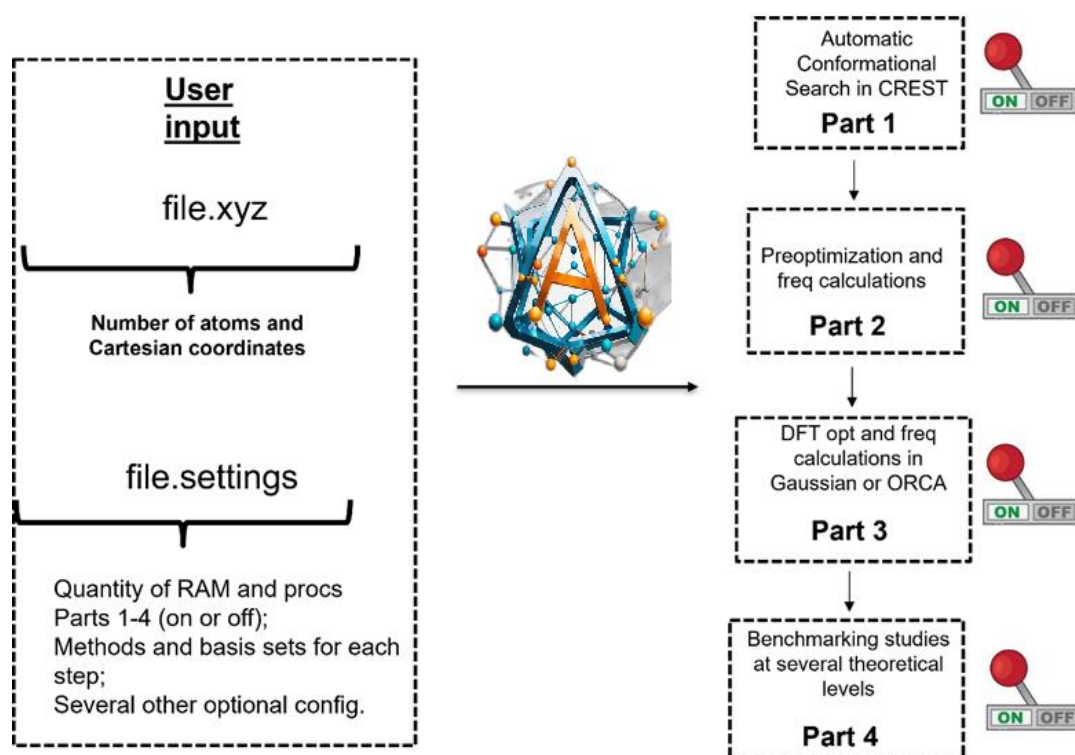 User
input
file.xyz
Number of atoms and
Cartesian coordinates
file.settings
Quantity of RAM and procs
Parts 1-4 (on or off);
Methods and basis sets for each
step;
Several other optional config.
A
Automatic
Conformational
Search in CREST
Part 1
ON OFF
Preoptimization and
freq calculations
Part 2
ON OFF
DFT opt and freq
calculations in
Gaussian or ORCA
Part 3
ON OFF
Benchmarking studies
at several theoretical
levels
Part 4
ON OFF